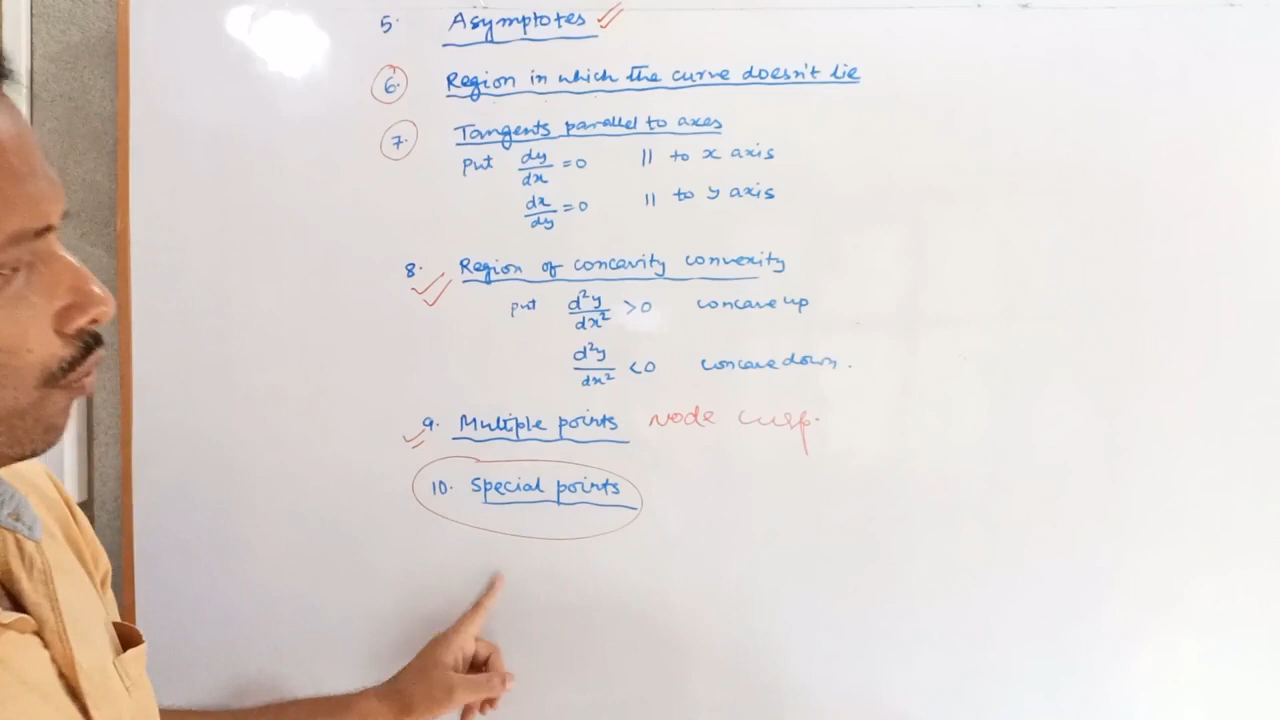 5. Asymptotes
6. Region in which the curve doesn't lie
7. Tangents parallel to axes
put dy/dx = 0 || to x axis
dx/dy = 0 || to y axis
8. Region of concavity convexity
put d²y/dx² > 0 concave up
d²y/dx² < 0 concave down.
9. Multiple points Node cusp.
10. Special points